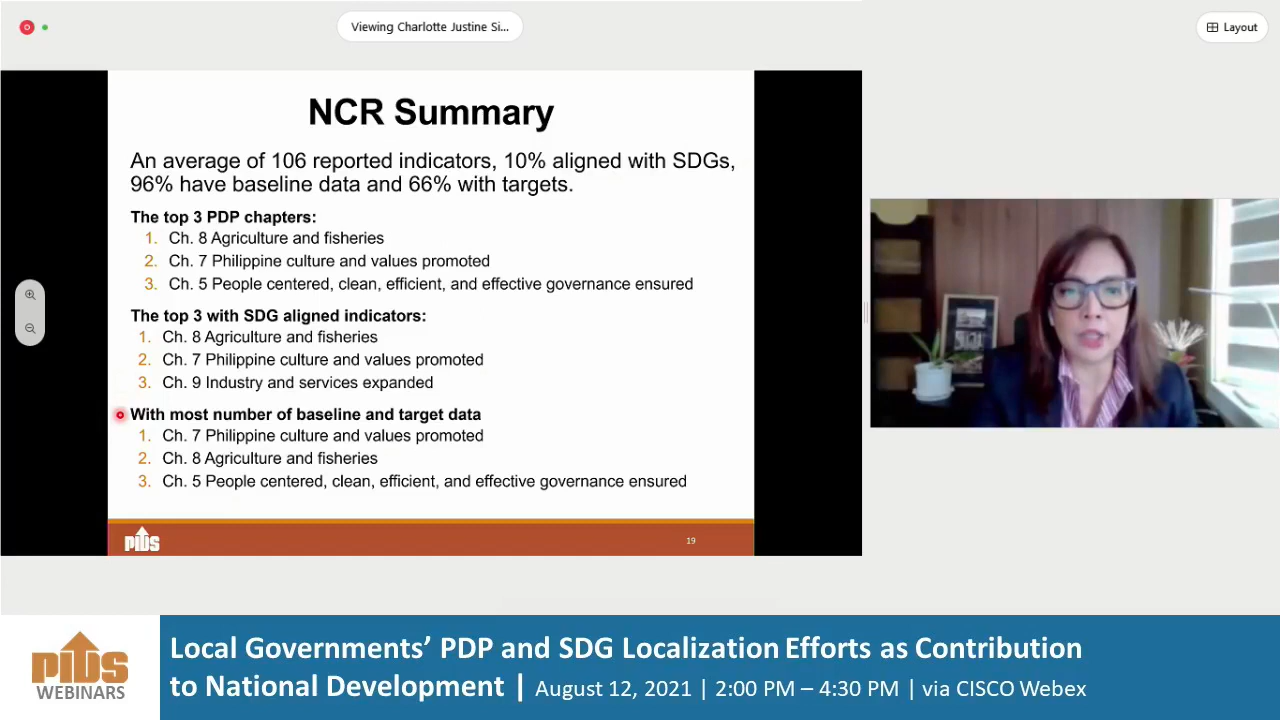 Viewing Charlotte Justine Si...
Layout
NCR Summary
An average of 106 reported indicators, 10% aligned with SDGs,
96% have baseline data and 66% with targets.
The top 3 PDP chapters:
1. Ch. 8 Agriculture and fisheries
2. Ch. 7 Philippine culture and values promoted
3. Ch. 5 People centered, clean, efficient, and effective governance ensured
The top 3 with SDG aligned indicators:
1. Ch. 8 Agriculture and fisheries
2. Ch. 7 Philippine culture and values promoted
3. Ch. 9 Industry and services expanded
With most number of baseline and target data
1. Ch. 7 Philippine culture and values promoted
2. Ch. 8 Agriculture and fisheries
3. Ch. 5 People centered, clean, efficient, and effective governance ensured
PIDS
19
PIDS
WEBINARS
Local Governments’ PDP and SDG Localization Efforts as Contribution
to National Development | August 12, 2021 | 2:00 PM – 4:30 PM | via CISCO Webex